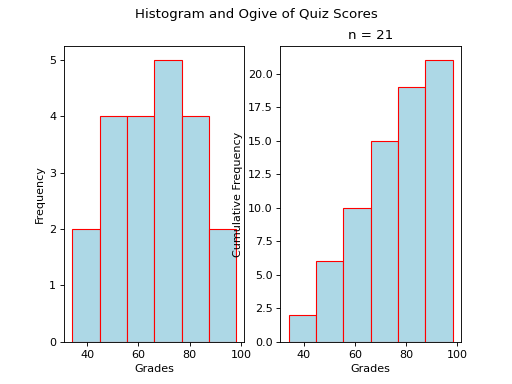 Histogram and Ogive of Quiz Scores
n = 21
5
4
3
2
1
0
Frequency
40 60 80 100
Grades
20.0
17.5
15.0
12.5
10.0
7.5
5.0
2.5
0.0
Cumulative Frequency
40 60 80 100
Grades